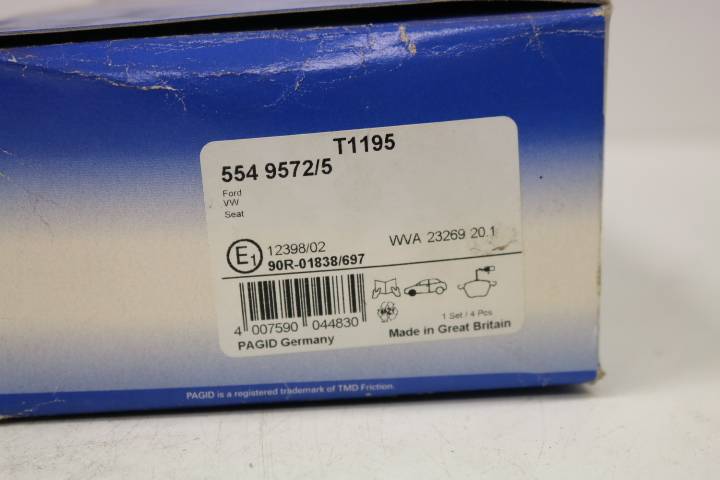 T1195
554 9572/5
Ford
VW
Seat
E1 12398/02 WVA 23269 20.1
90R-01838/697
4 007590 044830
1 Set / 4 Pcs
PAGID Germany Made in Great Britain
PAGID is a registered trademark of TMD Friction.